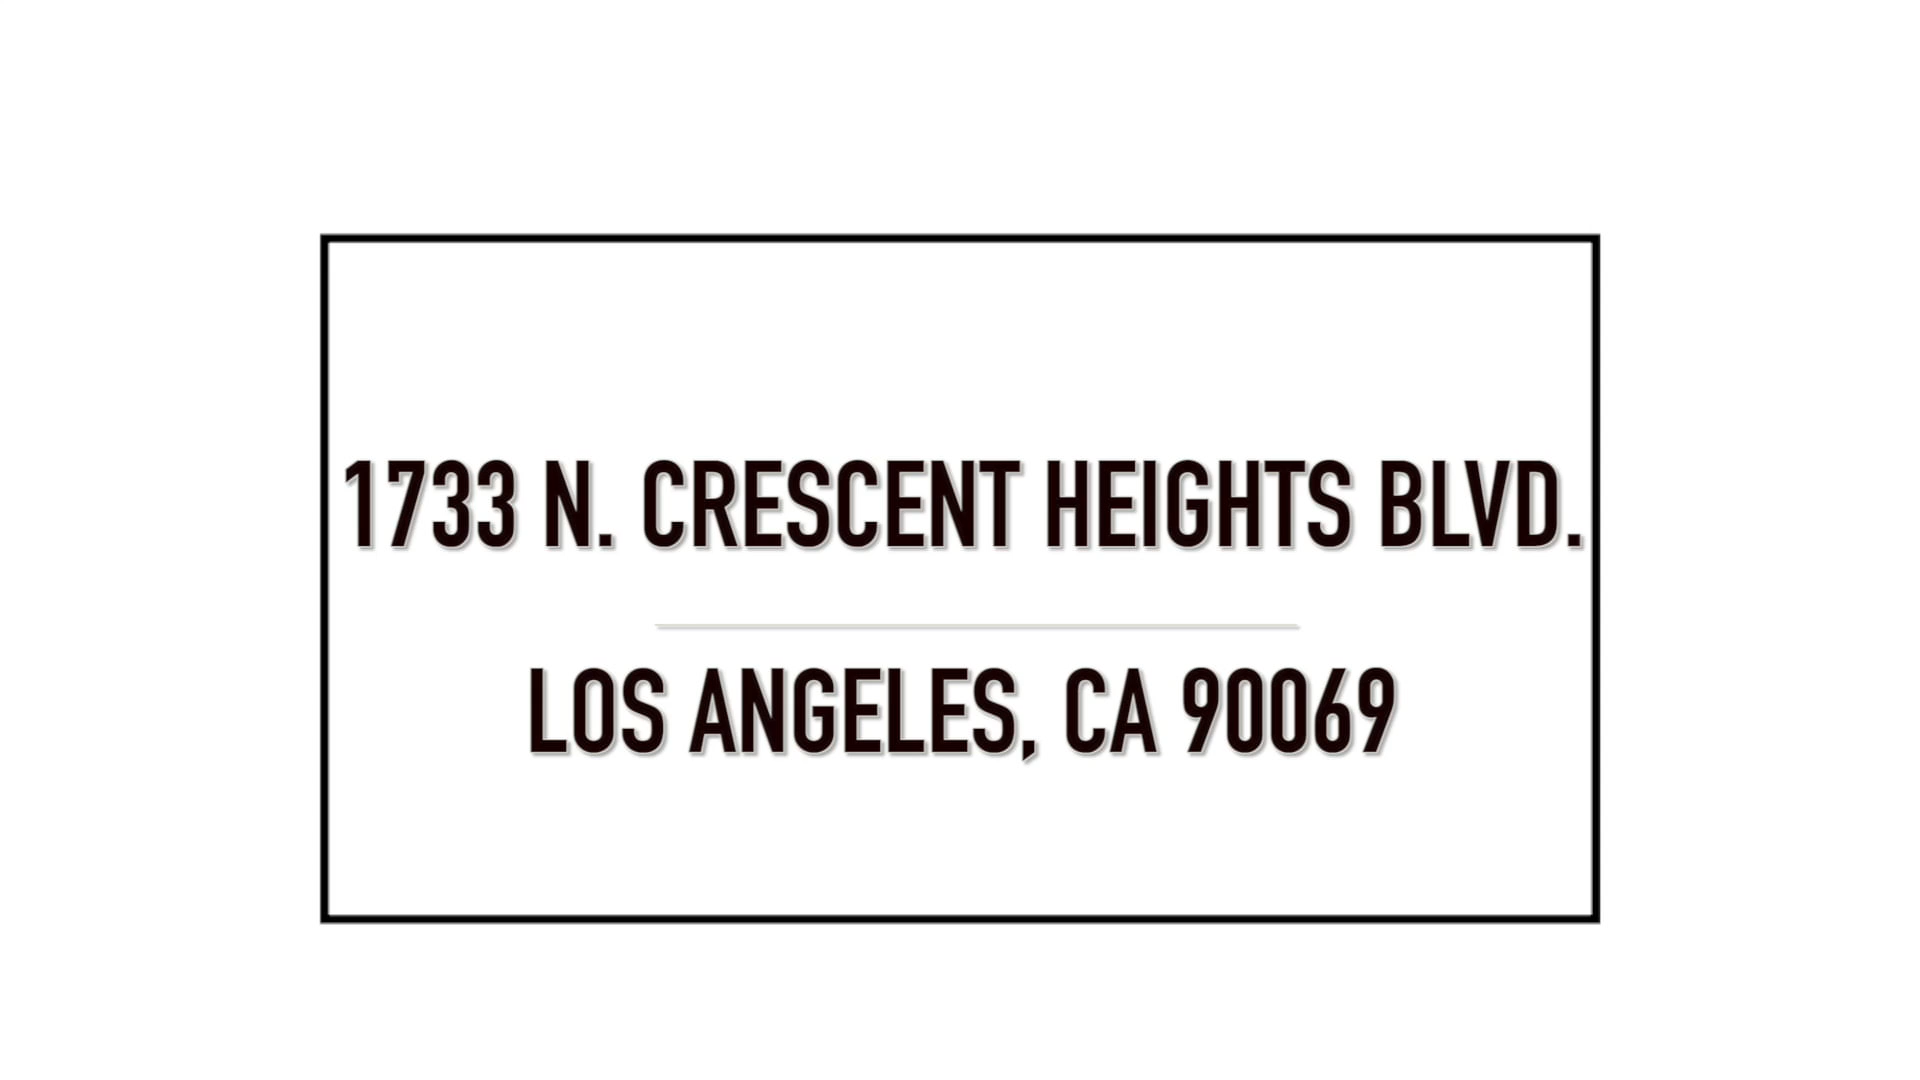 1733 N. CRESCENT HEIGHTS BLVD.
LOS ANGELES, CA 90069